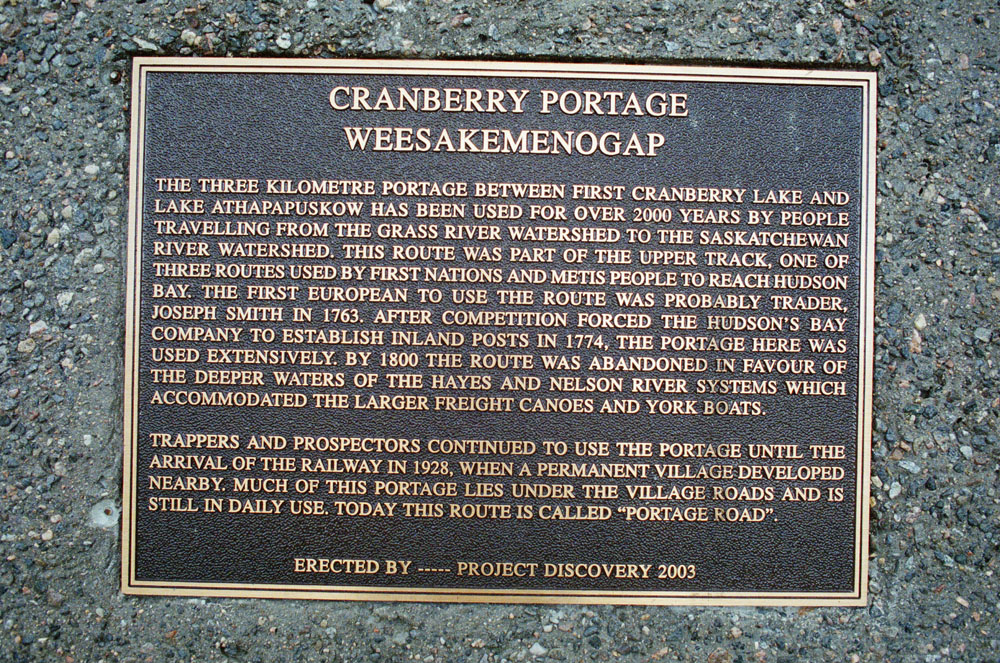 CRANBERRY PORTAGE
WEESAKEMENOGAP
THE THREE KILOMETRE PORTAGE BETWEEN FIRST CRANBERRY LAKE AND
LAKE ATHAPAPUSKOW HAS BEEN USED FOR OVER 2000 YEARS BY PEOPLE
TRAVELLING FROM THE GRASS RIVER WATERSHED TO THE SASKATCHEWAN
RIVER WATERSHED. THIS ROUTE WAS PART OF THE UPPER TRACK, ONE OF
THREE ROUTES USED BY FIRST NATIONS AND METIS PEOPLE TO REACH HUDSON
BAY. THE FIRST EUROPEAN TO USE THE ROUTE WAS PROBABLY TRADER,
JOSEPH SMITH IN 1763. AFTER COMPETITION FORCED THE HUDSON'S BAY
COMPANY TO ESTABLISH INLAND POSTS IN 1774, THE PORTAGE HERE WAS
USED EXTENSIVELY. BY 1800 THE ROUTE WAS ABANDONED IN FAVOUR OF
THE DEEPER WATERS OF THE HAYES AND NELSON RIVER SYSTEMS WHICH
ACCOMMODATED THE LARGER FREIGHT CANOES AND YORK BOATS.
TRAPPERS AND PROSPECTORS CONTINUED TO USE THE PORTAGE UNTIL THE
ARRIVAL OF THE RAILWAY IN 1928, WHEN A PERMANENT VILLAGE DEVELOPED
NEARBY. MUCH OF THIS PORTAGE LIES UNDER THE VILLAGE ROADS AND IS
STILL IN DAILY USE. TODAY THIS ROUTE IS CALLED “PORTAGE ROAD”.
ERECTED BY ----- PROJECT DISCOVERY 2003